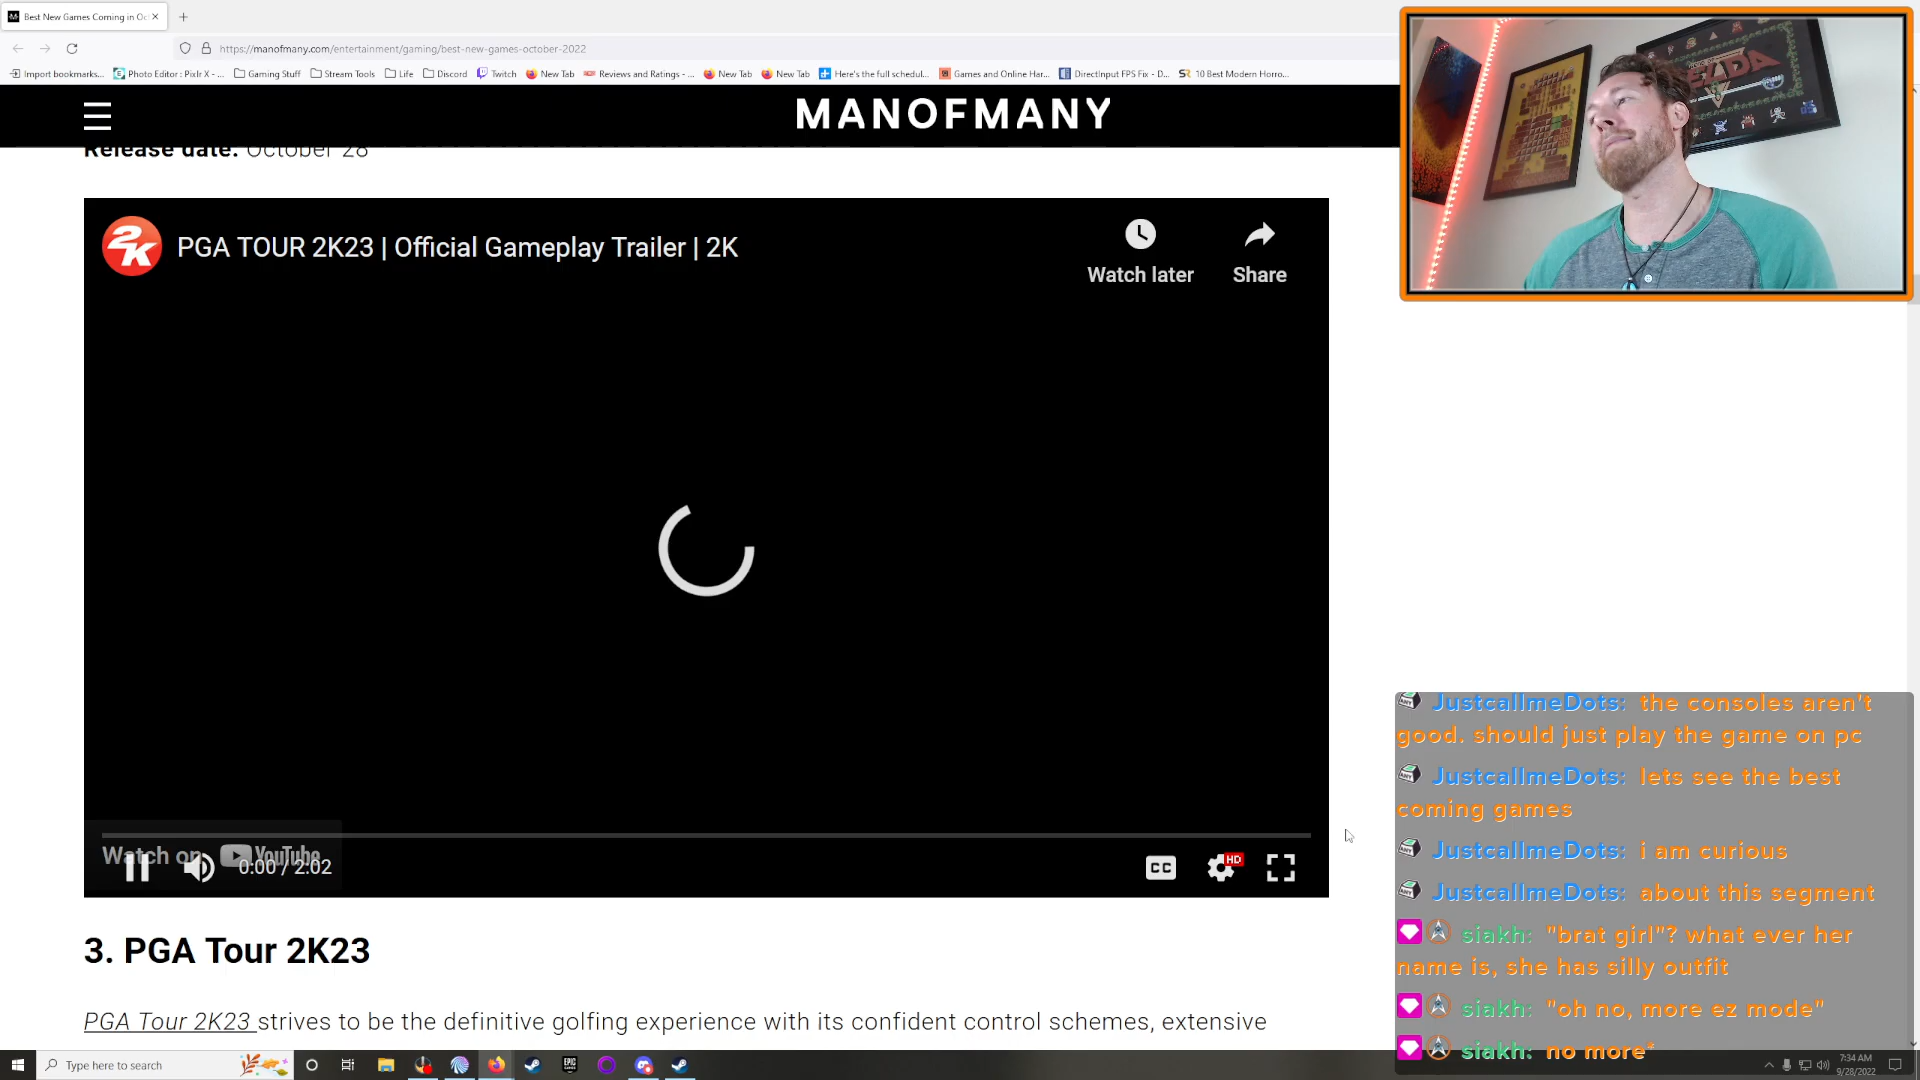 Best New Games Coming in Oc
https://manofmany.com/entertainment/gaming/best-new-games-october-2022
Import bookmarks... Photo Editor : Pixlr X - ... Gaming Stuff Stream Tools Life Discord Twitch New Tab Reviews and Ratings - ... New Tab New Tab Here's the full schedul... Games and Online Har... DirectInput FPS Fix - D... 10 Best Modern Horro...
MANOFMANY
Release date: October 28
2K PGA TOUR 2K23 | Official Gameplay Trailer | 2K
Watch later Share
Watch on YouTube
0:00 / 2:02
CC HD
3. PGA Tour 2K23
PGA Tour 2K23 strives to be the definitive golfing experience with its confident control schemes, extensive
ZELDA
JustcallmeDots: the consoles aren't
good. should just play the game on pc
JustcallmeDots: lets see the best
coming games
JustcallmeDots: i am curious
JustcallmeDots: about this segment
siakh: "brat girl"? what ever her
name is, she has silly outfit
siakh: "oh no, more ez mode"
siakh: no more*
Type here to search
EPIC
7:34 AM
9/28/2022